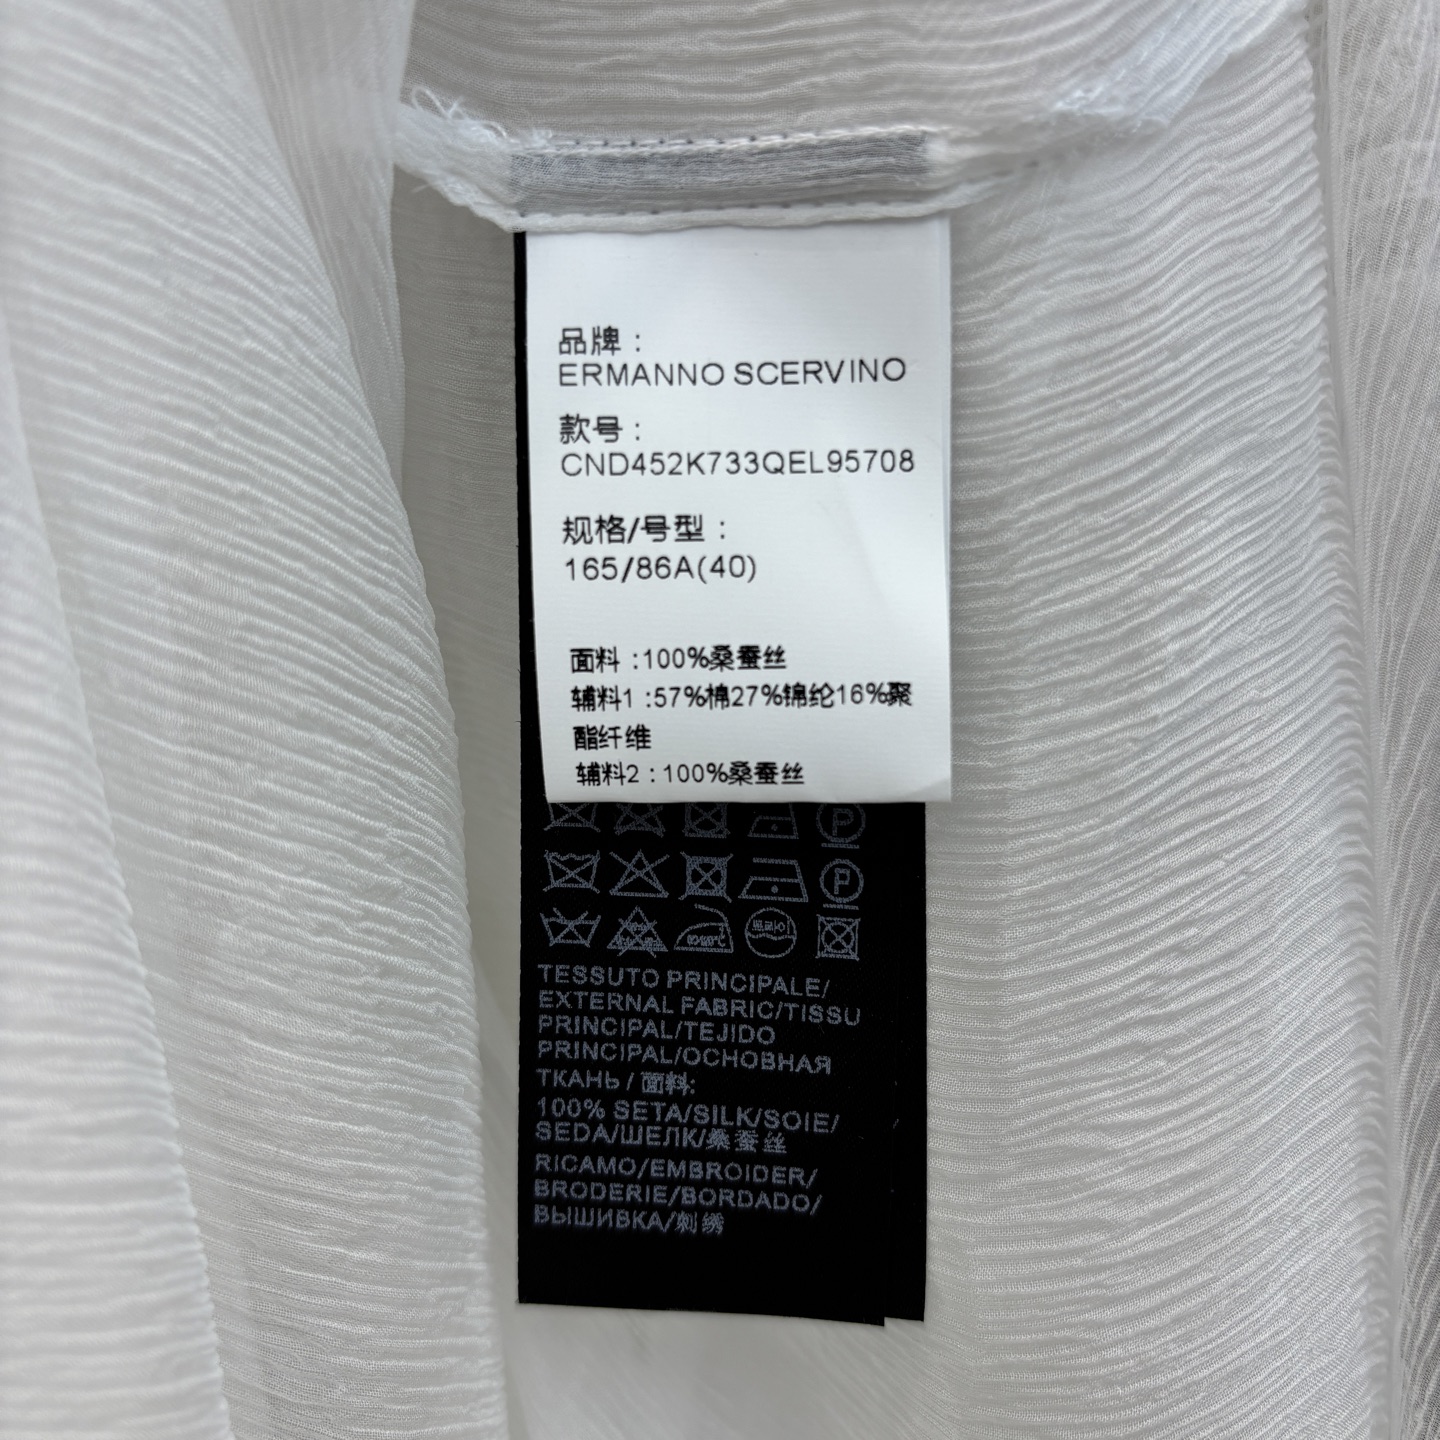 品牌：
ERMANNO SCERVINO
款号：
CND452K733QEL95708
规格/号型：
165/86A(40)
面料:100%桑蚕丝
辅料1:57%棉27%锦纶16%聚
酯纤维
辅料2:100%桑蚕丝
TESSUTO PRINCIPALE/
EXTERNAL FABRIC/TISSU
PRINCIPAL/TEJIDO
PRINCIPAL/ОСНОВНАЯ
ТКАНЬ / 面料:
100% SETA/SILK/SOIE/
SEDA/ШЕЛК/桑蚕丝
RICAMO/EMBROIDER/
BRODERIE/BORDADO/
ВЫШИВКА/刺绣